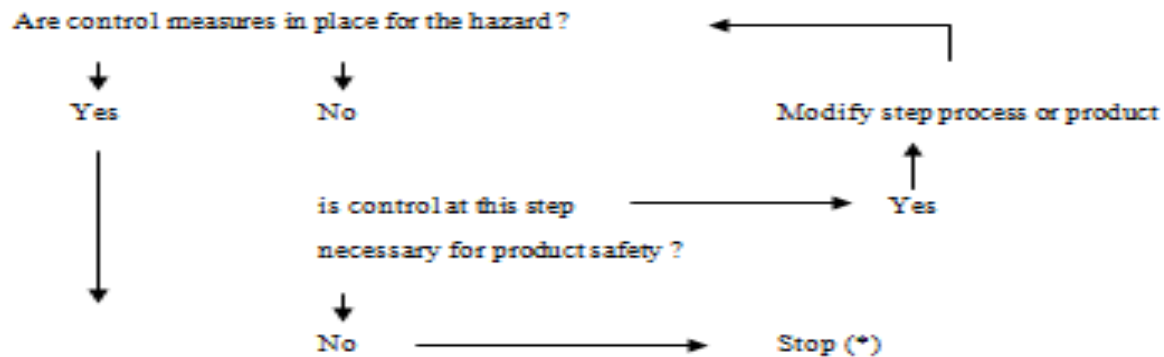 Are control measures in place for the hazard ?
Yes No Modify step process or product
is control at this step Yes
necessary for product safety ?
No Stop (*)